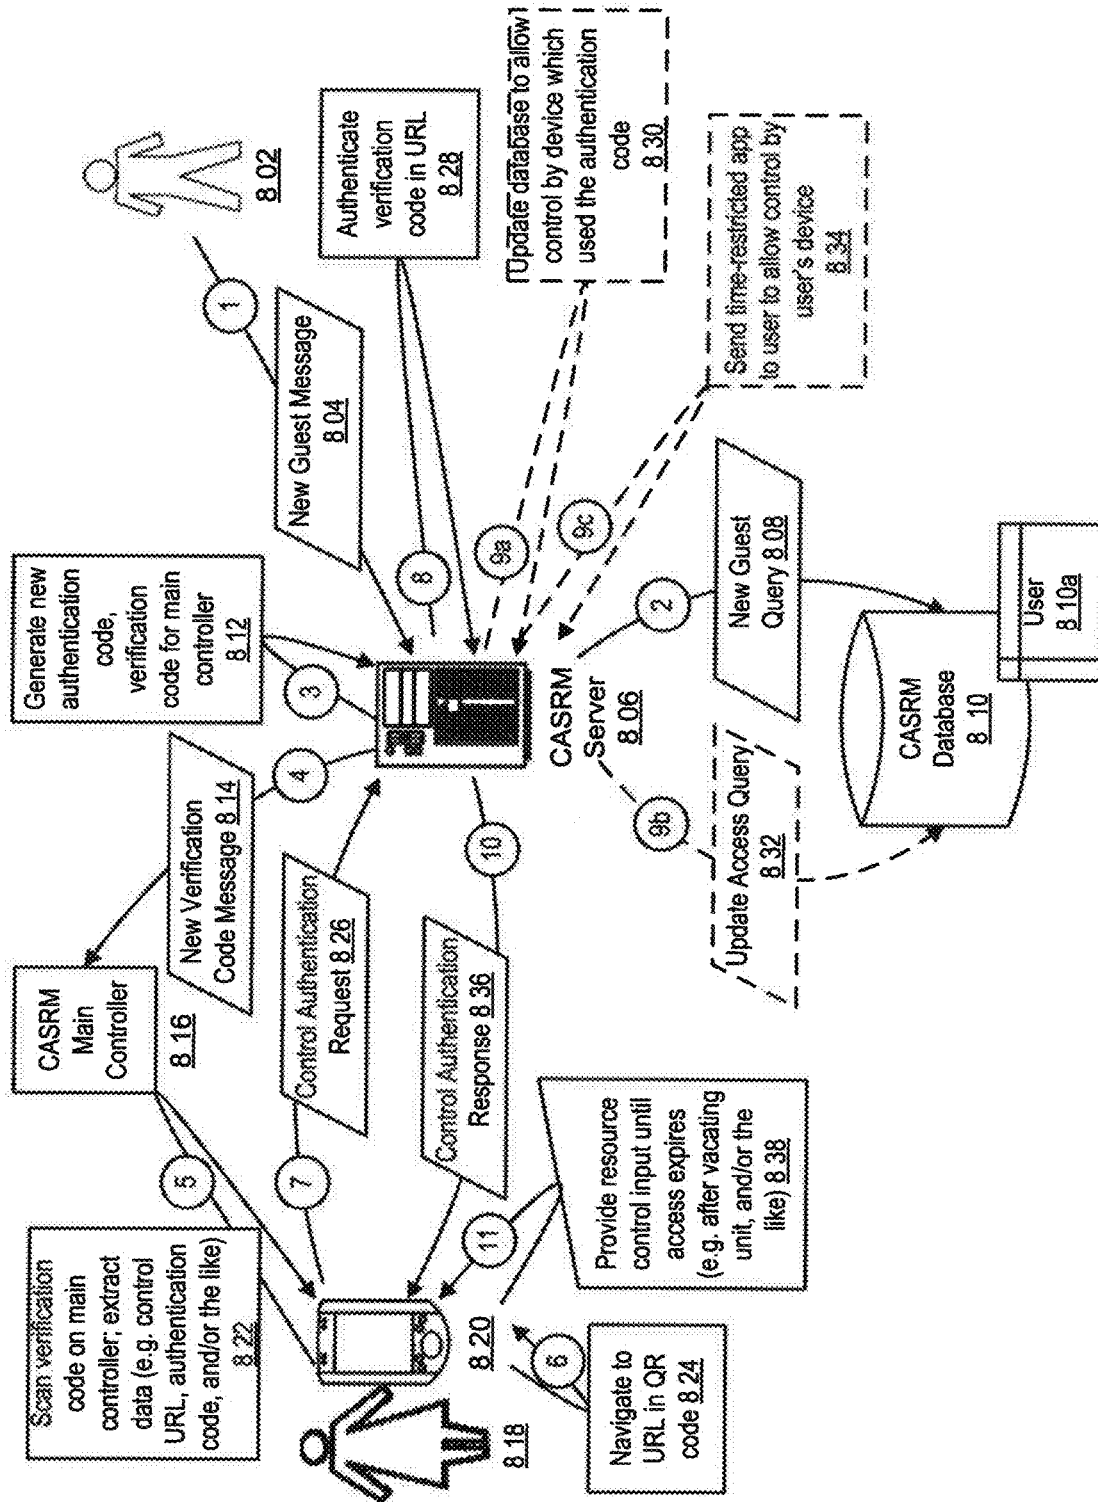 Scan verification
code on main
controller; extract
data (e.g. control
URL, authentication
code, and/or the like)
8.22
5
CASRM
Main
Controller
8.16
Generate new
authentication
code,
verification
code for main
controller
8.12
3
New Verification
Code Message 8.14
4
New Guest Message
8.04
1
8.02
Control Authentication
Request 8.26
7
8
Authenticate
verification
code in URL
8.28
8.18
8.20
11
Control Authentication
Response 8.36
10
CASRM
Server
8.06
9a
9c
Update database to allow
control by device which
used the authentication
code
8.30
6
Navigate to
URL in QR
code 8.24
Provide resource
control input until
access expires
(e.g. after vacating
unit, and/or the
like) 8.38
9b
Update Access Query
8.32
2
New Guest
Query 8.08
Send time-restricted app
to user to allow control by
user's device
8.34
CASRM
Database
8.10
User
8.10a